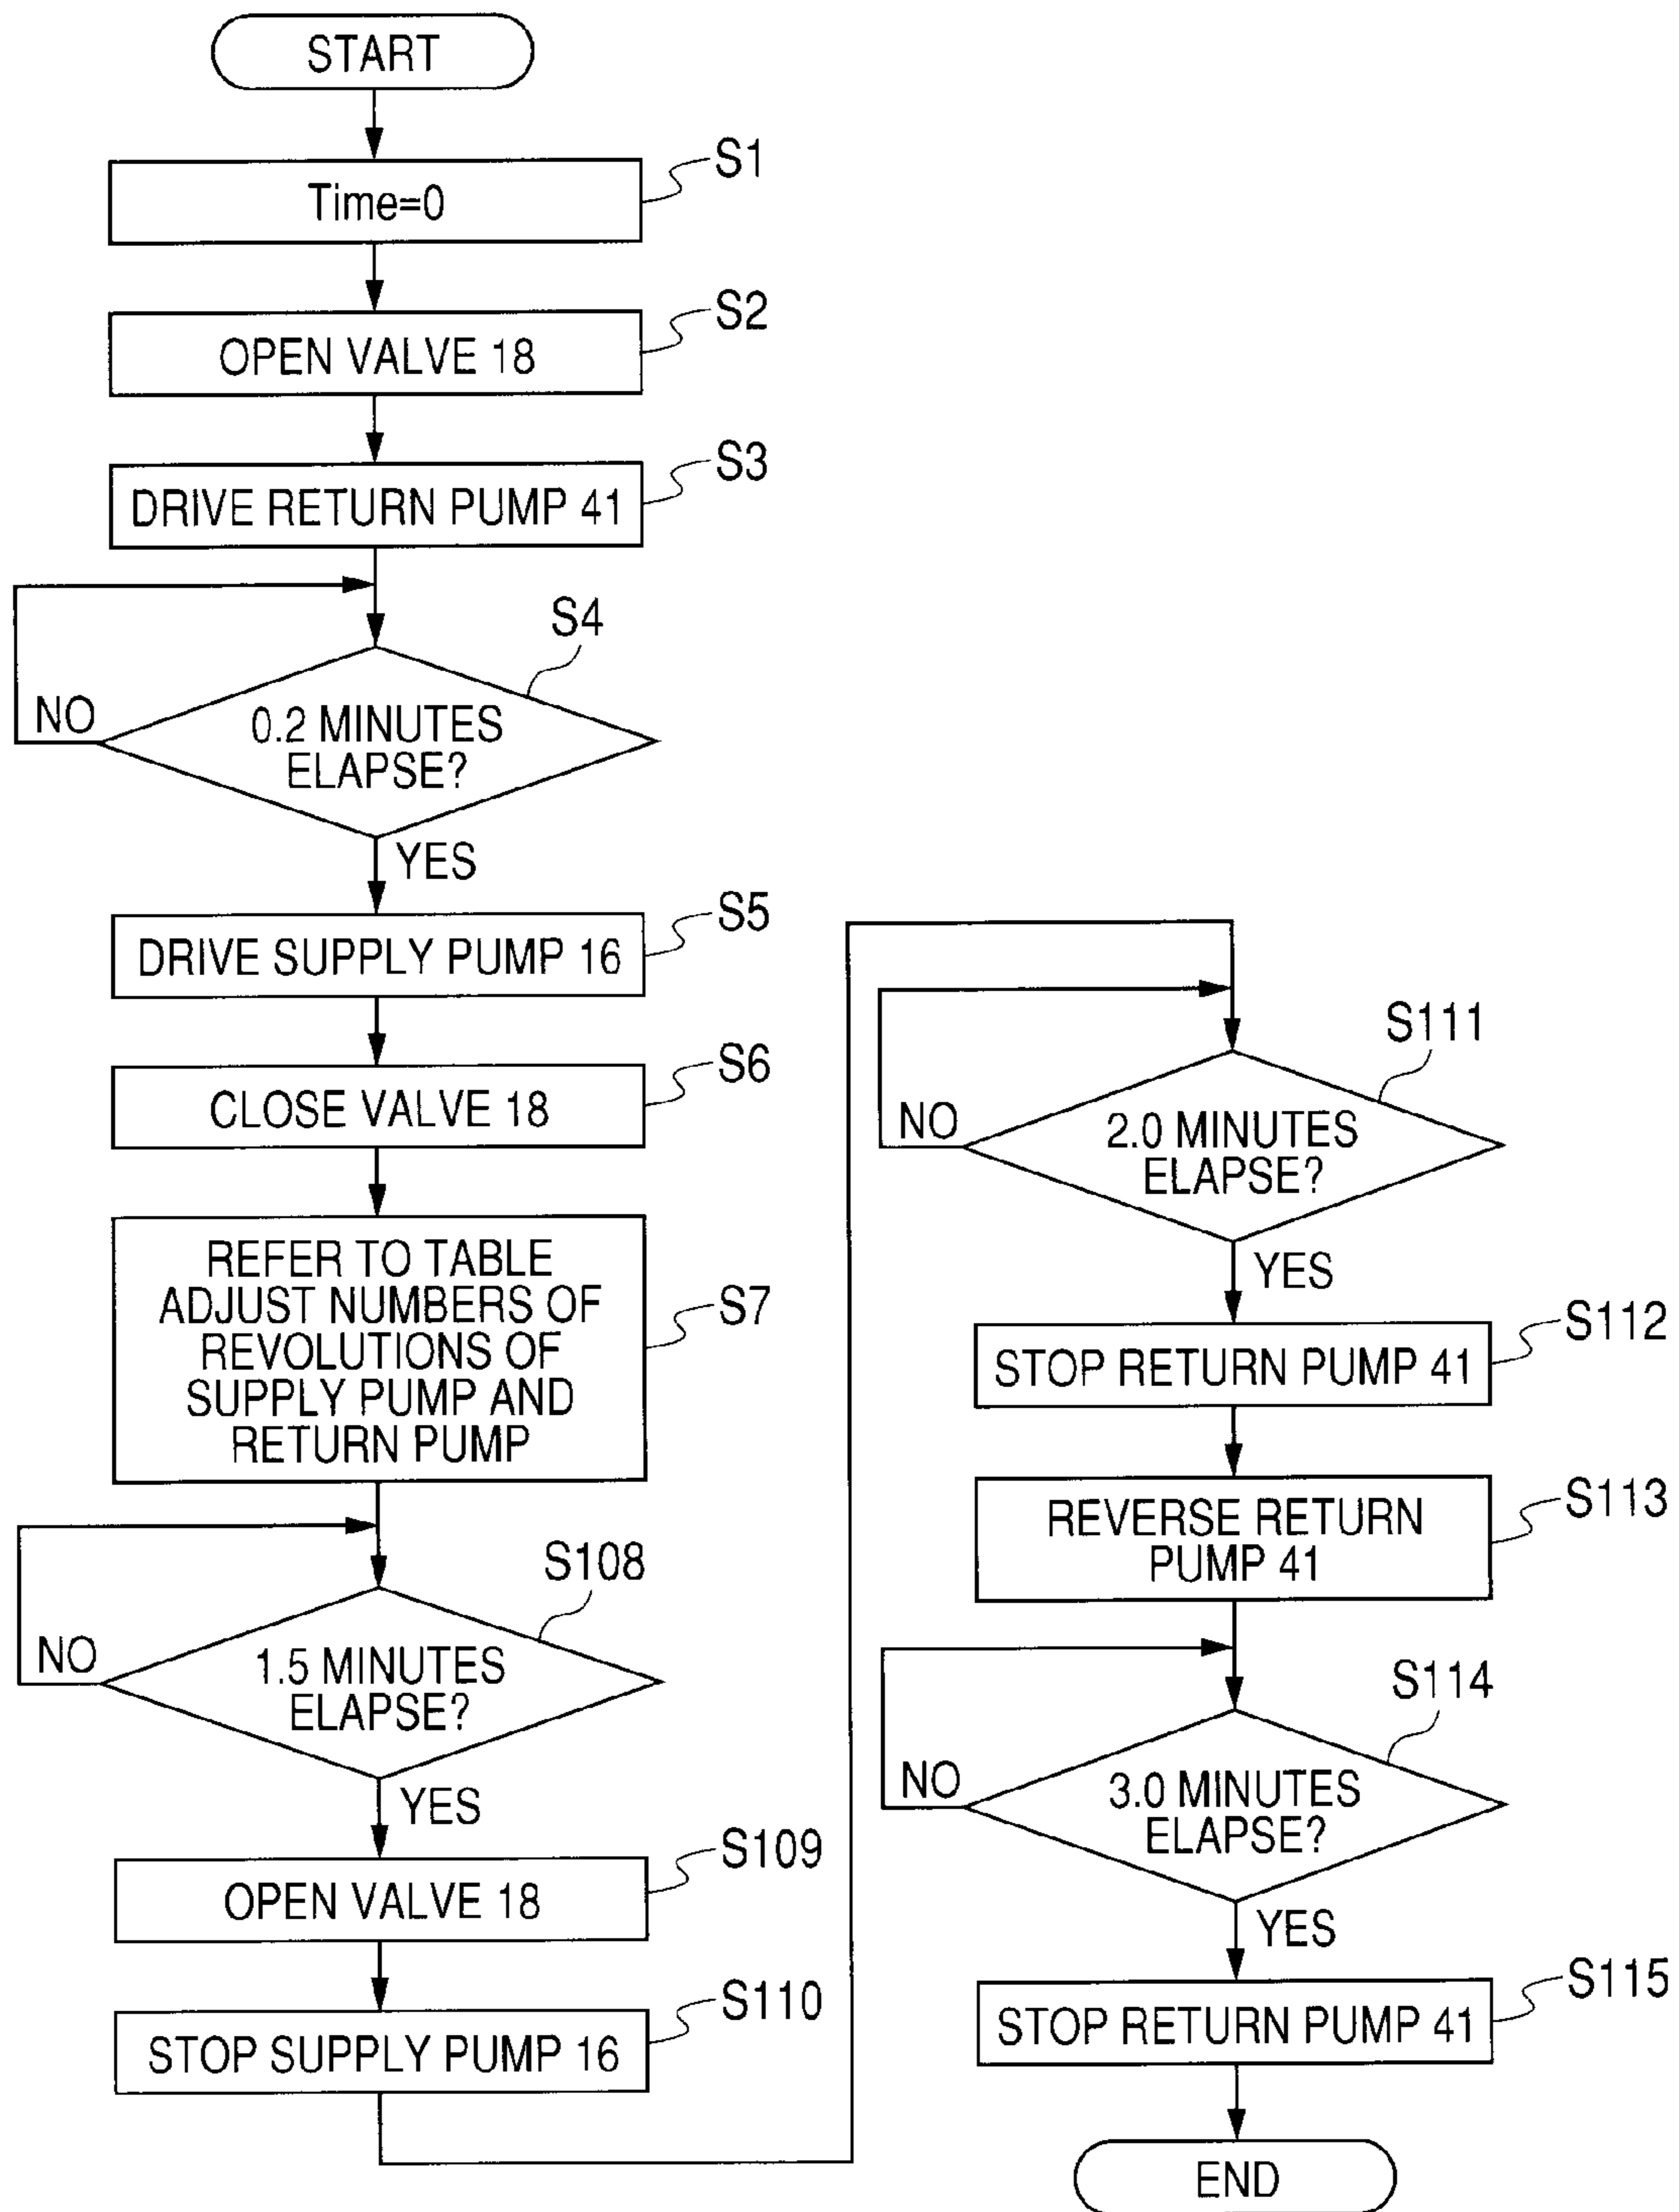 START
Time=0
S1
OPEN VALVE 18
S2
DRIVE RETURN PUMP 41
S3
S4
0.2 MINUTES
ELAPSE?
NO
YES
DRIVE SUPPLY PUMP 16
S5
CLOSE VALVE 18
S6
REFER TO TABLE
ADJUST NUMBERS OF
REVOLUTIONS OF
SUPPLY PUMP AND
RETURN PUMP
S7
S108
1.5 MINUTES
ELAPSE?
NO
YES
OPEN VALVE 18
S109
STOP SUPPLY PUMP 16
S110
S111
2.0 MINUTES
ELAPSE?
NO
YES
STOP RETURN PUMP 41
S112
REVERSE RETURN
PUMP 41
S113
S114
3.0 MINUTES
ELAPSE?
NO
YES
STOP RETURN PUMP 41
S115
END